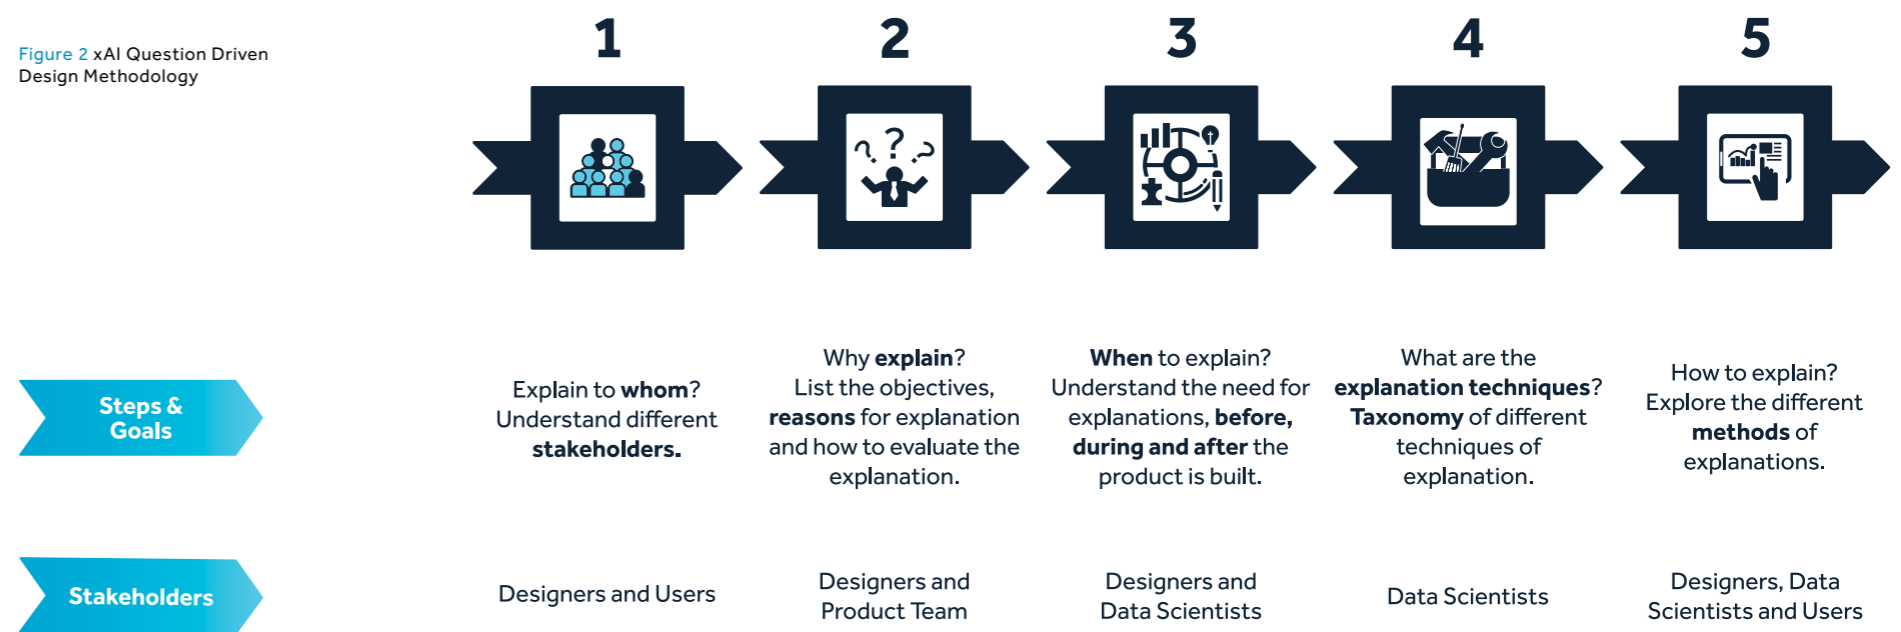 Figure 2 xAI Question Driven
Design Methodology
1
2
3
4
5
Steps &
Goals
Explain to whom?
Understand different
stakeholders.
Why explain?
List the objectives,
reasons for explanation
and how to evaluate the
explanation.
When to explain?
Understand the need for
explanations, before,
during and after the
product is built.
What are the
explanation techniques?
Taxonomy of different
techniques of
explanation.
How to explain?
Explore the different
methods of
explanations.
Stakeholders
Designers and Users
Designers and
Product Team
Designers and
Data Scientists
Data Scientists
Designers, Data
Scientists and Users